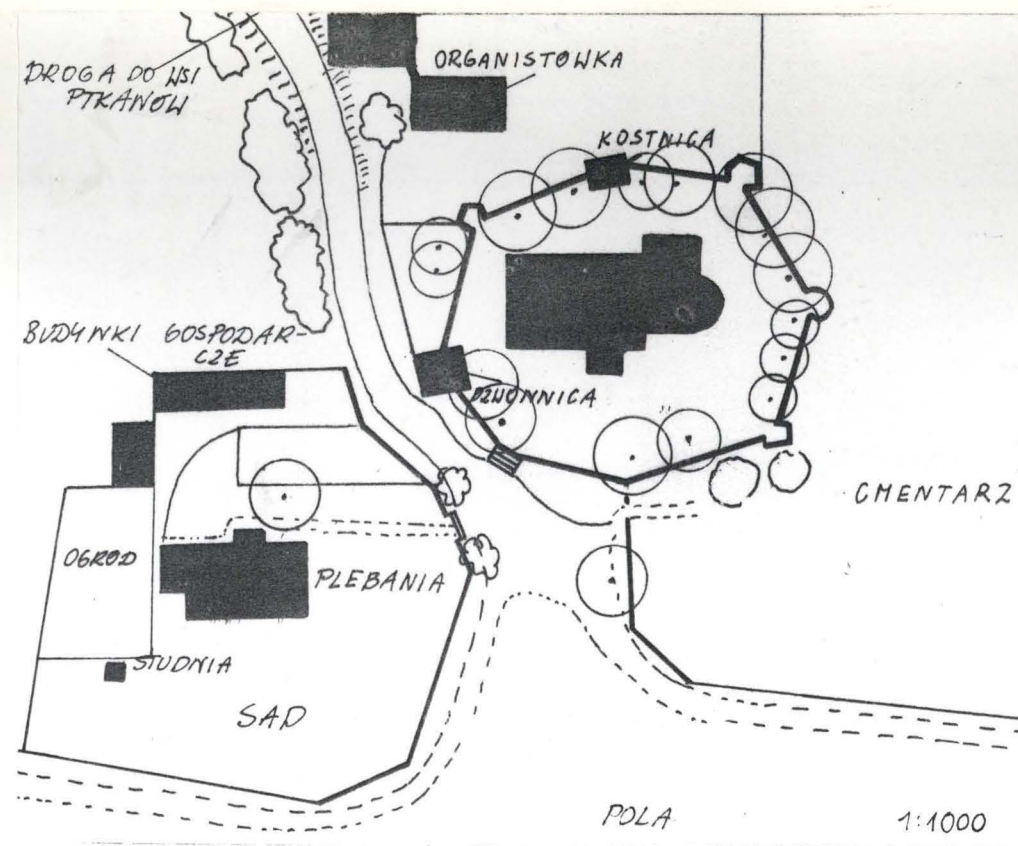 DROGA DO WSI
PTKANÓW
ORGANISTÓWKA
KOSTNICA
BUDYNKI GOSPODAR-
CZE
DZWONNICA
CMENTARZ
OGRÓD
PLEBANIA
STUDNIA
SAD
POLA
1:1000